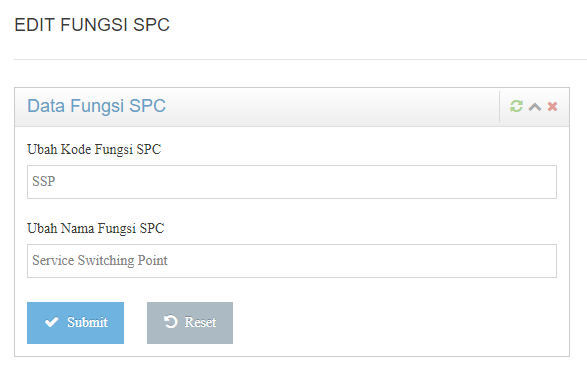 EDIT FUNGSI SPC
Data Fungsi SPC
Ubah Kode Fungsi SPC
SSP
Ubah Nama Fungsi SPC
Service Switching Point
Submit
Reset